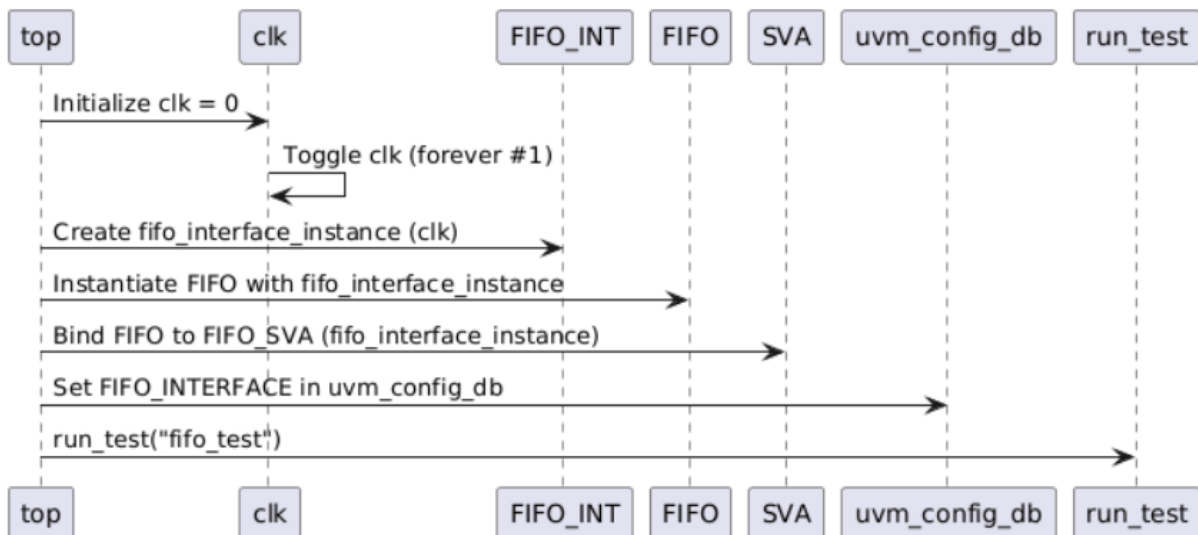 top clk FIFO_INT FIFO SVA uvm_config_db run_test
Initialize clk = 0
Toggle clk (forever #1)
Create fifo_interface_instance (clk)
Instantiate FIFO with fifo_interface_instance
Bind FIFO to FIFO_SVA (fifo_interface_instance)
Set FIFO_INTERFACE in uvm_config_db
run_test("fifo_test")
top clk FIFO_INT FIFO SVA uvm_config_db run_test